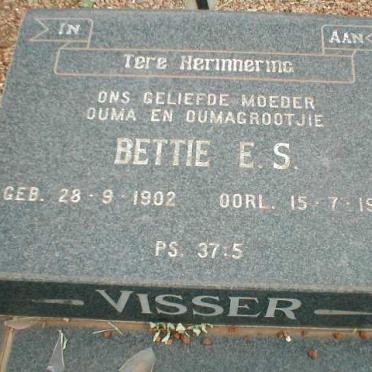 IN AAN
Tere Herinnering
ONS GELIEFDE MOEDER
OUMA EN OUMAGROOTJIE
BETTIE E. S.
GEB. 28 - 9 - 1902 OORL. 15 - 7 - 19
PS. 37:5
VISSER